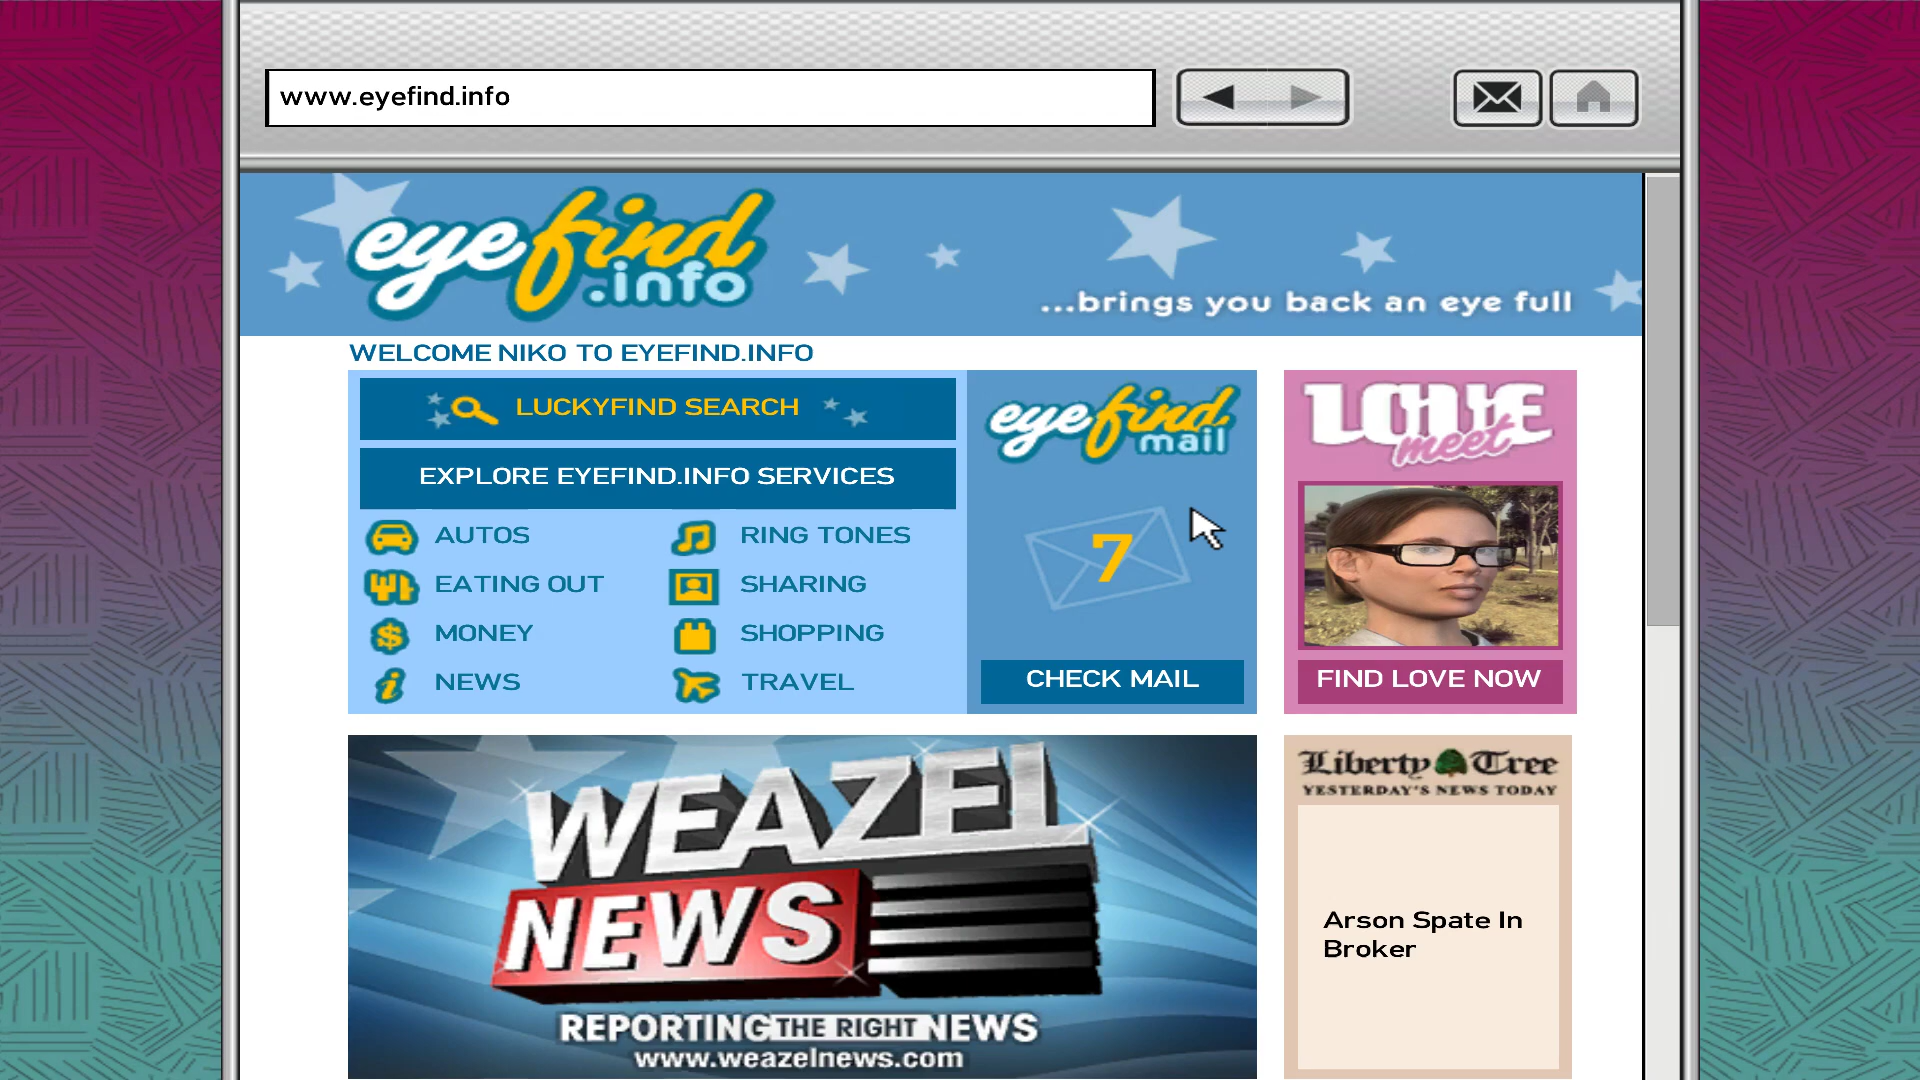 www.eyefind.info
eyefind
.info
...brings you back an eye full
WELCOME NIKO TO EYEFIND.INFO
LUCKYFIND SEARCH
EXPLORE EYEFIND.INFO SERVICES
AUTOS
RING TONES
EATING OUT
SHARING
MONEY
SHOPPING
NEWS
TRAVEL
eyefind
mail
7
CHECK MAIL
LOVE
meet
FIND LOVE NOW
WEAZEL
NEWS
REPORTING THE RIGHT NEWS
www.weazelnews.com
Liberty Tree
YESTERDAY'S NEWS TODAY
Arson Spate In
Broker